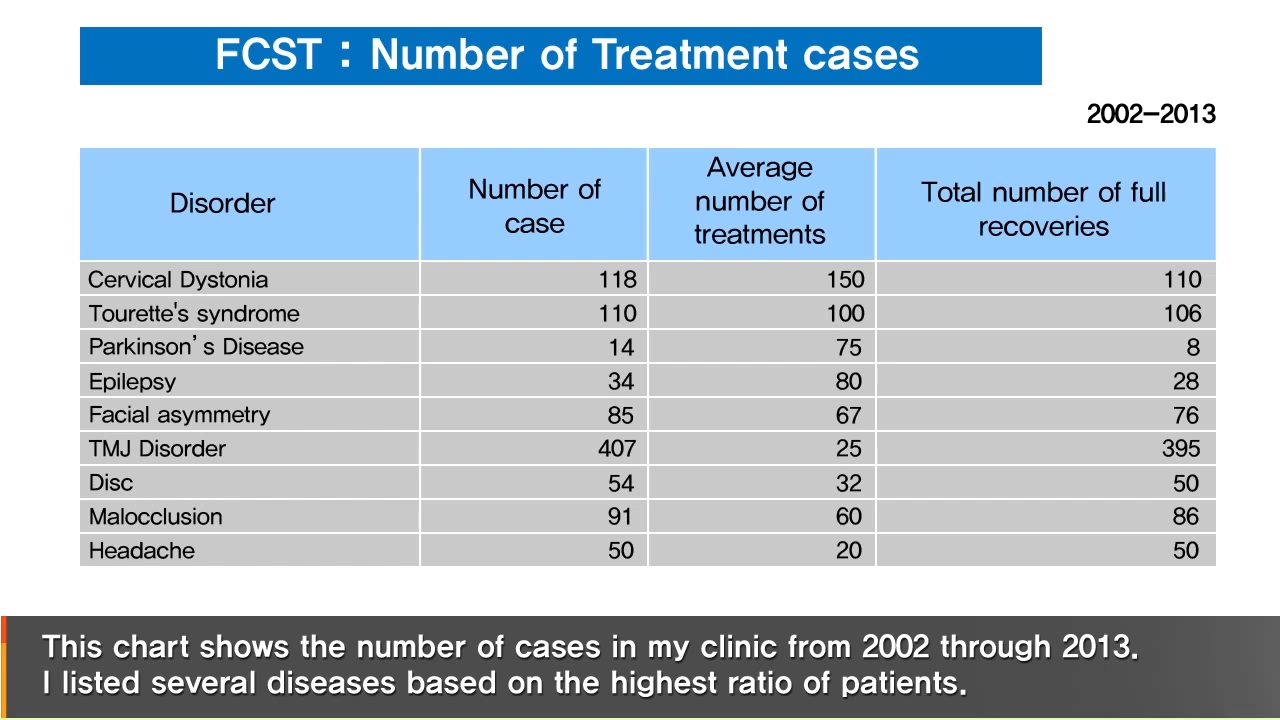 FCST : Number of Treatment cases
2002-2013
Disorder Number of case Average number of treatments Total number of full recoveries
Cervical Dystonia 118 150 110
Tourette's syndrome 110 100 106
Parkinson's Disease 14 75 8
Epilepsy 34 80 28
Facial asymmetry 85 67 76
TMJ Disorder 407 25 395
Disc 54 32 50
Malocclusion 91 60 86
Headache 50 20 50
This chart shows the number of cases in my clinic from 2002 through 2013.
I listed several diseases based on the highest ratio of patients.